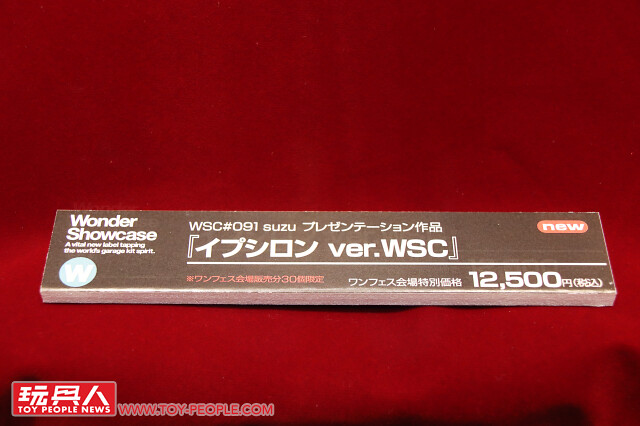 Wonder
Showcase
A vital new label tapping
the world's garage kit spirit.
W
WSC#091 suzu プレゼンテーション作品
『イプシロン ver.WSC』
new
※ワンフェス会場販売分30個限定
ワンフェス会場特別価格 12,500円(税込)
玩具人
TOY PEOPLE NEWS
WWW.TOY-PEOPLE.COM